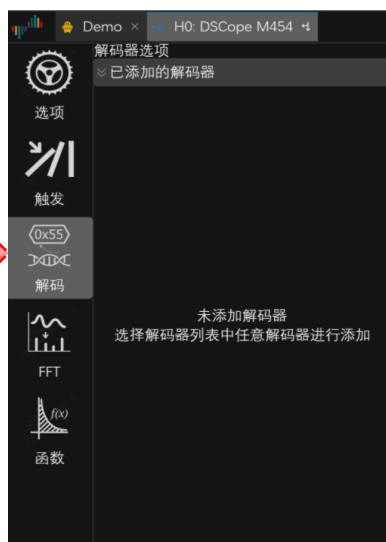 Demo × H0: DSCope M454
解码器选项
已添加的解码器
选项
触发
0x55
解码
未添加解码器
选择解码器列表中任意解码器进行添加
FFT
f(x)
函数